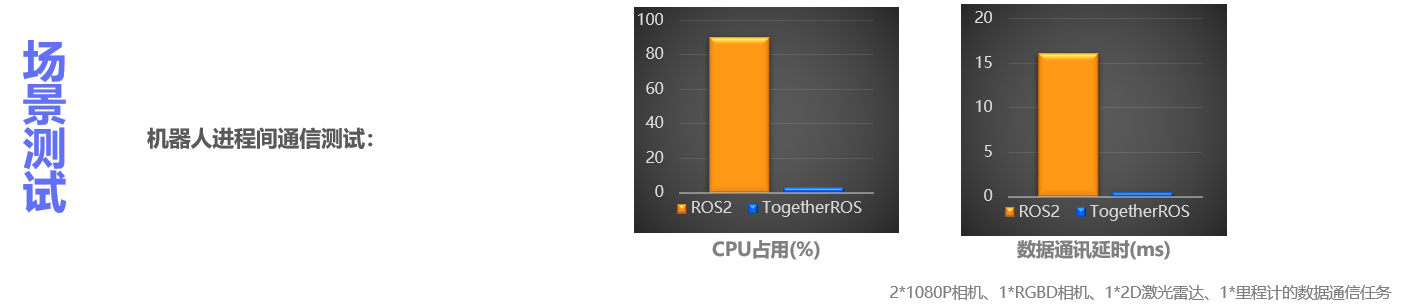 场景测试
机器人进程间通信测试：
100
80
60
40
20
0
ROS2 TogetherROS
CPU占用(%)
20
15
10
5
0
ROS2 TogetherROS
数据通讯延时(ms)
2*1080P相机、1*RGBD相机、1*2D激光雷达、1*里程计的数据通信任务